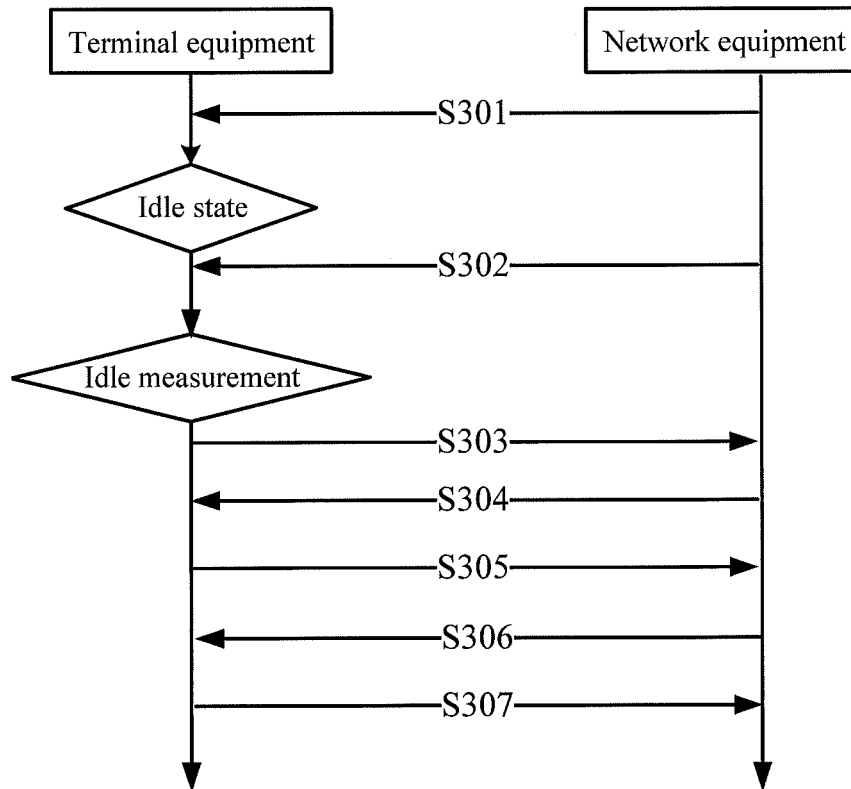 Terminal equipment
Network equipment
S301
Idle state
S302
Idle measurement
S303
S304
S305
S306
S307